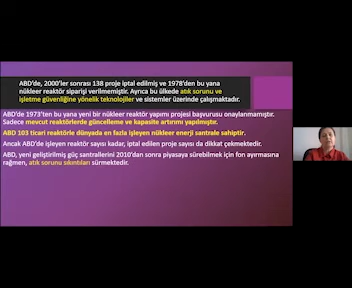 ABD'de, 2000'ler sonrası 138 proje iptal edilmiş ve 1978'den bu yana
nükleer reaktör siparişi verilmemiştir. Ayrıca bu ülkede atık sorunu ve
işletme güvenliğine yönelik teknolojiler ve sistemler üzerinde çalışmaktadır.
ABD'de 1973'ten bu yana yeni bir nükleer reaktör yapımı projesi başvurusu onaylanmamıştır.
Sadece mevcut reaktörlerde güncelleme ve kapasite artırımı yapılmıştır.
ABD 103 ticari reaktörle dünyada en fazla işleyen nükleer enerji santrale sahiptir.
Ancak ABD'de işleyen reaktör sayısı kadar, iptal edilen proje sayısı da dikkat çekmektedir.
ABD, yeni geliştirilmiş güç santrallerini 2010'dan sonra piyasaya sürebilmek için fon ayırmasına
rağmen, atık sorunu sıkıntıları sürmektedir.